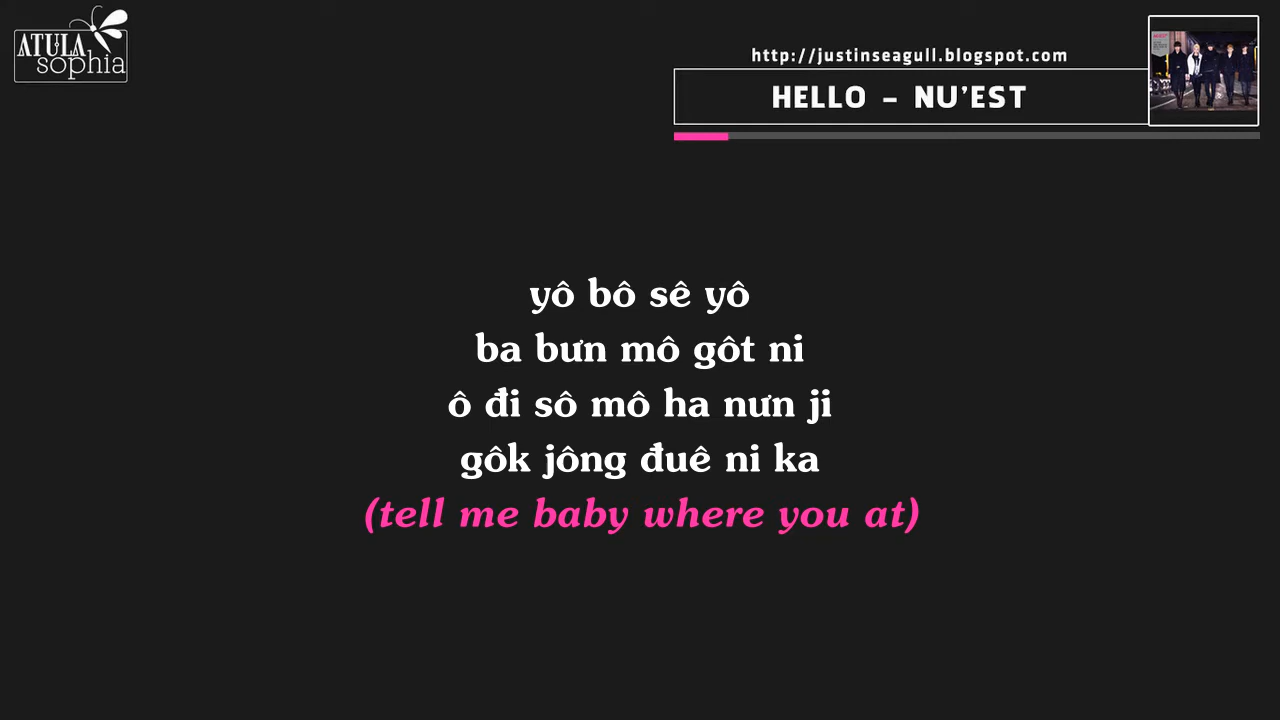 ATULA
sophia
http://justinseagull.blogspot.com
HELLO - NU'EST
yô bô sê yô
ba bưn mô gôt ni
ô đi sô mô ha nưn ji
gôk jông đuê ni ka
(tell me baby where you at)